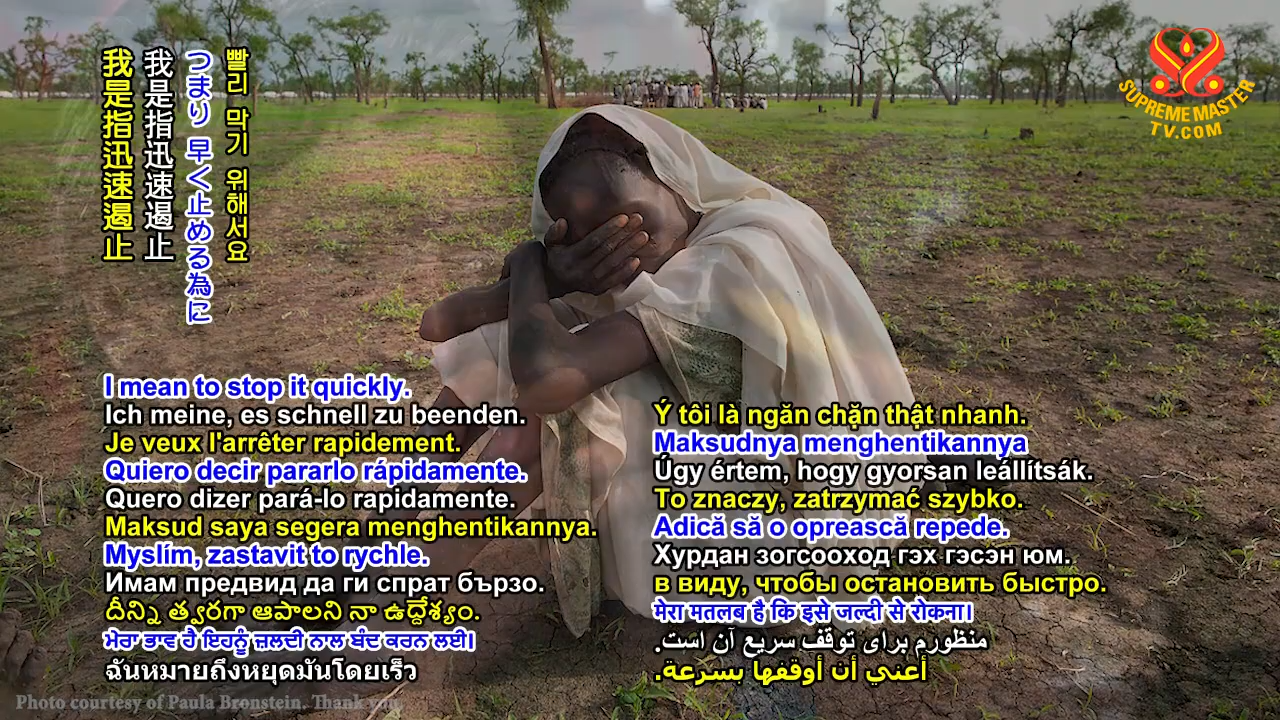 我是指迅速遏止
我是指迅速遏止
つまり 早く止める為に
빨리 막기 위해서요
SUPREME MASTER
TV.COM
I mean to stop it quickly.
Ich meine, es schnell zu beenden.
Je veux l'arrêter rapidement.
Quiero decir pararlo rápidamente.
Quero dizer pará-lo rapidamente.
Maksud saya segera menghentikannya.
Myslím, zastavit to rychle.
Имам предвид да ги спрат бързо.
దీన్ని త్వరగా ఆపాలని నా ఉద్దేశ్యం.
ਮੇਰਾ ਭਾਵ ਹੈ ਇਹਨੂੰ ਜ਼ਲਦੀ ਨਾਲ ਬੰਦ ਕਰਨ ਲਈ।
ฉันหมายถึงหยุดมันโดยเร็ว
Ý tôi là ngăn chặn thật nhanh.
Maksudnya menghentikannya
Úgy értem, hogy gyorsan leállítsák.
To znaczy, zatrzymać szybko.
Adică să o oprească repede.
Хурдан зогсооход гэх гэсэн юм.
в виду, чтобы остановить быстро.
मेरा मतलब है कि इसे जल्दी से रोकना।
منظورم برای توقف سریع آن است.
أعني أن أوقفها بسرعة.
Photo courtesy of Paula Bronstein. Thank you.